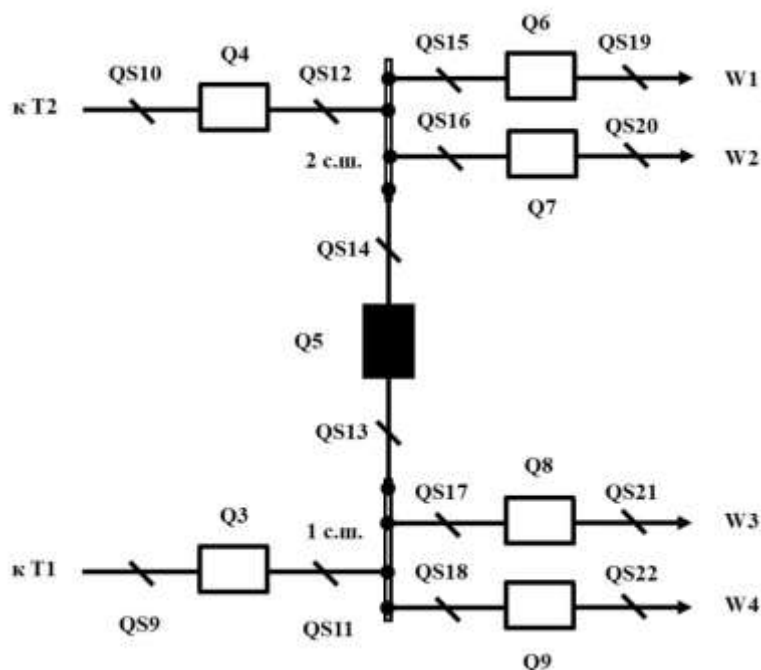 QS15 Q6 QS19
QS10 Q4 QS12 W1
к T2
QS16 QS20
2 с.ш. W2
Q7
QS14
Q5
QS13
QS17 Q8 QS21
Q3
1 с.ш. W3
к T1
QS18 QS22
QS9 QS11 W4
Q9